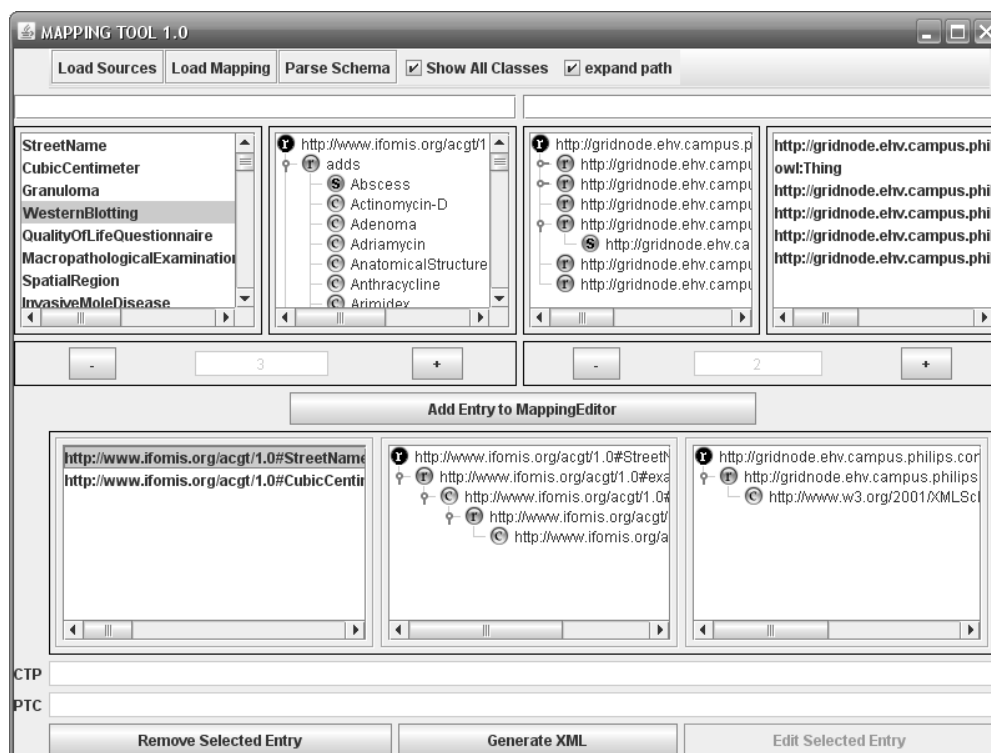 MAPPING TOOL 1.0
Load Sources Load Mapping Parse Schema Show All Classes expand path
StreetName
CubicCentimeter
Granuloma
WesternBlotting
QualityOfLifeQuestionnaire
MacropathologicalExamination
SpatialRegion
InvasiveMoleDisease
http://www.ifomis.org/acgt/1
r adds
S Abscess
C Actinomycin-D
C Adenoma
C Adriamycin
C AnatomicalStructure
C Anthracycline
C Arimidex
r http://gridnode.ehv.campus.p
r http://gridnode.ehv.campu
r http://gridnode.ehv.campu
r http://gridnode.ehv.campu
r http://gridnode.ehv.campu
S http://gridnode.ehv.ca
r http://gridnode.ehv.campu
r http://gridnode.ehv.campu
http://gridnode.ehv.campus.phi
owl:Thing
http://gridnode.ehv.campus.phi
http://gridnode.ehv.campus.phi
http://gridnode.ehv.campus.phi
http://gridnode.ehv.campus.phi
- 3 +
- 2 +
Add Entry to MappingEditor
http://www.ifomis.org/acgt/1.0#StreetName
http://www.ifomis.org/acgt/1.0#CubicCentir
r http://www.ifomis.org/acgt/1.0#StreetN
r http://www.ifomis.org/acgt/1.0#exa
C http://www.ifomis.org/acgt/1.0#
r http://www.ifomis.org/acgt/
C http://www.ifomis.org/a
r http://gridnode.ehv.campus.philips.cor
r http://gridnode.ehv.campus.philips
C http://www.w3.org/2001/XMLScl
CTP
PTC
Remove Selected Entry Generate XML Edit Selected Entry